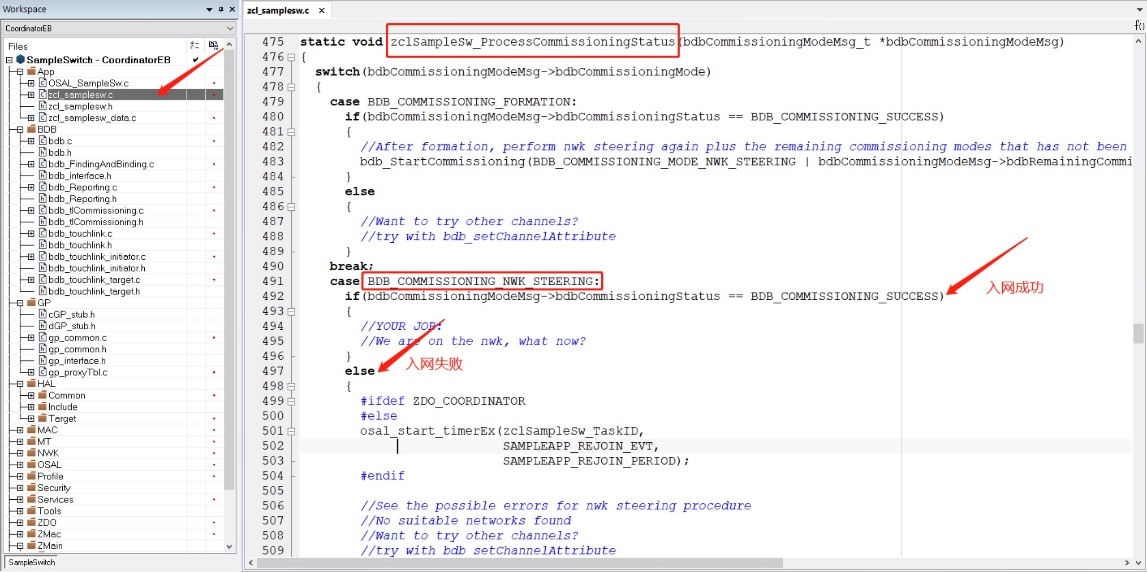 Workspace
CoordinatorEB
Files
SampleSwitch - CoordinatorEB
App
OSAL_SampleSw.c
zcl_samplesw.c
zcl_samplesw.h
zcl_samplesw_data.c
BDB
bdb.c
bdb.h
bdb_FindingAndBinding.c
bdb_interface.h
bdb_Reporting.c
bdb_Reporting.h
bdb_tlCommissioning.c
bdb_tlCommissioning.h
bdb_touchlink.c
bdb_touchlink.h
bdb_touchlink_initiator.c
bdb_touchlink_initiator.h
bdb_touchlink_target.c
bdb_touchlink_target.h
GP
cGP_stub.h
dGP_stub.h
gp_common.c
gp_common.h
gp_interface.h
gp_proxyTbl.c
HAL
Common
Include
Target
MAC
MT
NWK
OSAL
Profile
Security
Services
Tools
ZDO
ZMac
ZMain
SampleSwitch
zcl_samplesw.c
475 static void zclSampleSw_ProcessCommissioningStatus(bdbCommissioningModeMsg_t *bdbCommissioningModeMsg)
476 {
477 switch(bdbCommissioningModeMsg->bdbCommissioningMode)
478 {
479 case BDB_COMMISSIONING_FORMATION:
480 if(bdbCommissioningModeMsg->bdbCommissioningStatus == BDB_COMMISSIONING_SUCCESS)
481 {
482 //After formation, perform nwk steering again plus the remaining commissioning modes that has not been
483 bdb_StartCommissioning(BDB_COMMISSIONING_MODE_NWK_STEERING | bdbCommissioningModeMsg->bdbRemainingCommi
484 }
485 else
486 {
487 //Want to try other channels?
488 //try with bdb_setChannelAttribute
489 }
490 break;
491 case BDB_COMMISSIONING_NWK_STEERING:
492 if(bdbCommissioningModeMsg->bdbCommissioningStatus == BDB_COMMISSIONING_SUCCESS)
入网成功
493 {
494 //YOUR JOB:
495 //We are on the nwk, what now?
496 }
497 else
入网失败
498 {
499 #ifdef ZDO_COORDINATOR
500 #else
501 osal_start_timerEx(zclSampleSw_TaskID,
502 SAMPLEAPP_REJOIN_EVT,
503 SAMPLEAPP_REJOIN_PERIOD);
504 #endif
505
506 //See the possible errors for nwk steering procedure
507 //No suitable networks found
508 //Want to try other channels?
509 //try with bdb_setChannelAttribute